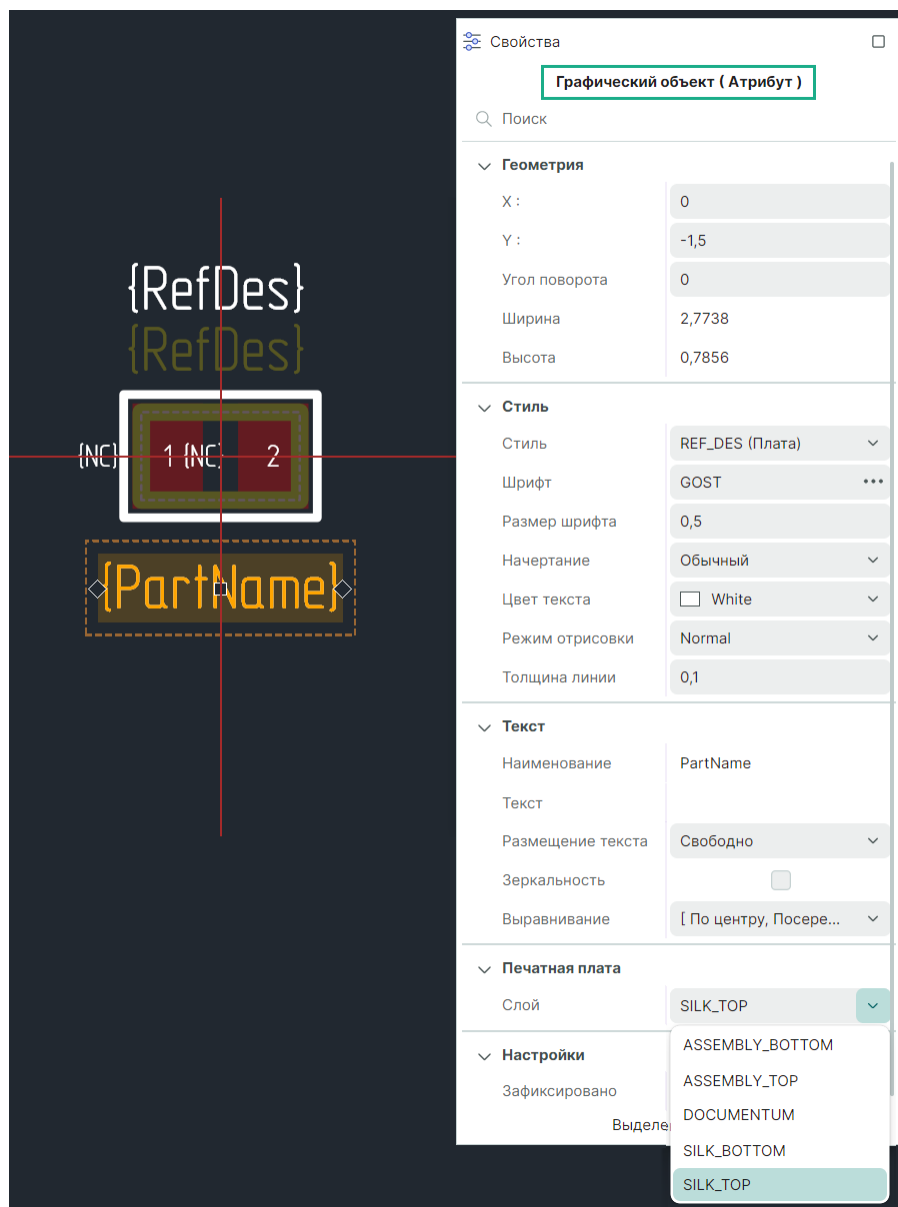 Свойства
Графический объект ( Атрибут )
Поиск
Геометрия
X : 0
Y : -1,5
Угол поворота 0
Ширина 2,7738
Высота 0,7856
Стиль
Стиль REF_DES (Плата)
Шрифт GOST •••
Размер шрифта 0,5
Начертание Обычный
Цвет текста White
Режим отрисовки Normal
Толщина линии 0,1
Текст
Наименование PartName
Текст
Размещение текста Свободно
Зеркальность
Выравнивание [ По центру, Посере...
Печатная плата
Слой SILK_TOP
ASSEMBLY_BOTTOM
ASSEMBLY_TOP
DOCUMENTUM
SILK_BOTTOM
SILK_TOP
Настройки
Зафиксировано
Выделе
{RefDes}
{RefDes}
{NC} 1 {NC} 2
{PartName}